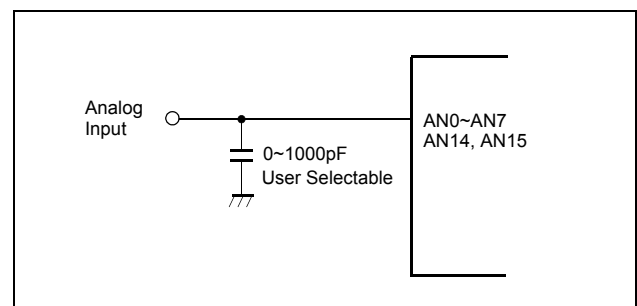 Analog
Input
AN0~AN7
AN14, AN15
0~1000pF
User Selectable